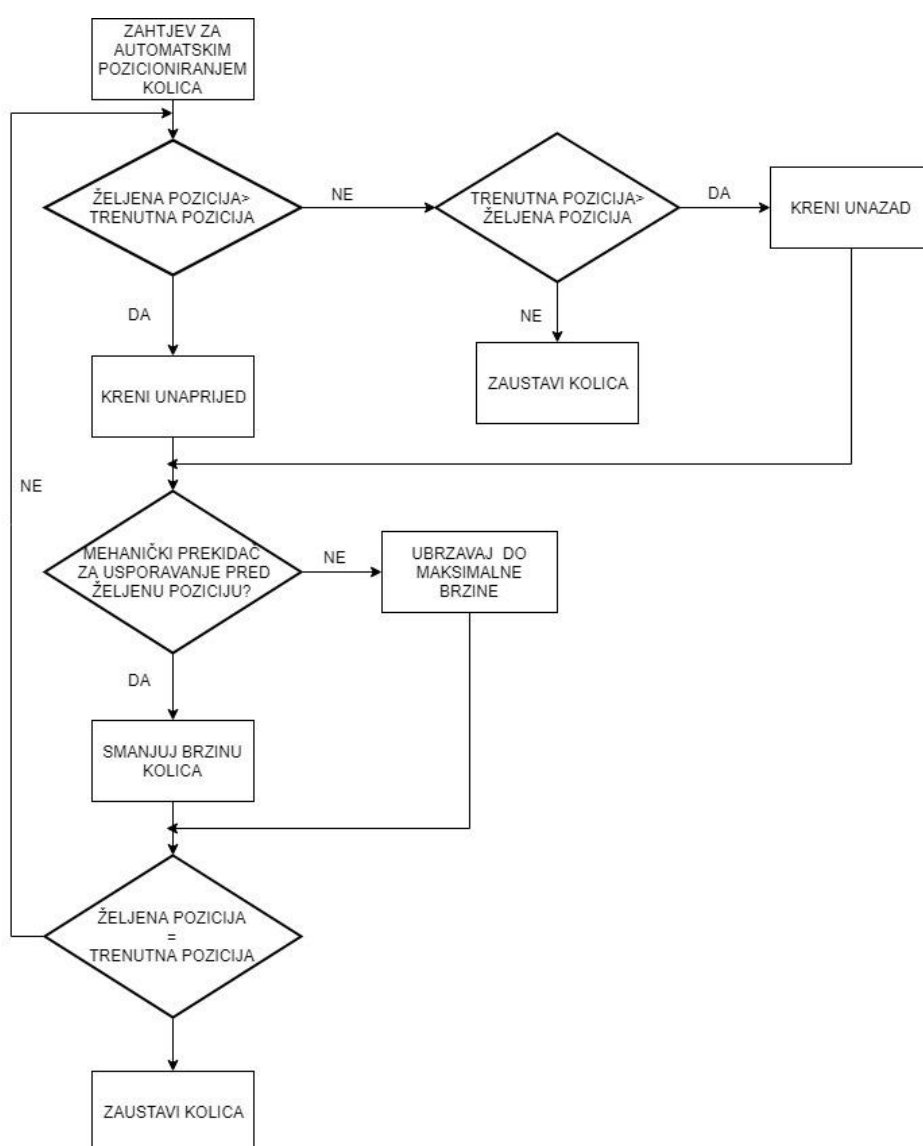 ZAHTJEV ZA
AUTOMATSKIM
POZICIONIRANJEM
KOLICA
ŽELJENA POZICIJA>
TRENUTNA POZICIJA
NE
TRENUTNA POZICIJA>
ŽELJENA POZICIJA
DA
KRENI UNAZAD
DA
NE
KRENI UNAPRIJED
ZAUSTAVI KOLICA
NE
MEHANIČKI PREKIDAČ
ZA USPORAVANJE PRED
ŽELJENU POZICIJU?
NE
UBRZAVAJ DO
MAKSIMALNE
BRZINE
DA
SMANJUJ BRZINU
KOLICA
ŽELJENA POZICIJA
=
TRENUTNA POZICIJA
ZAUSTAVI KOLICA